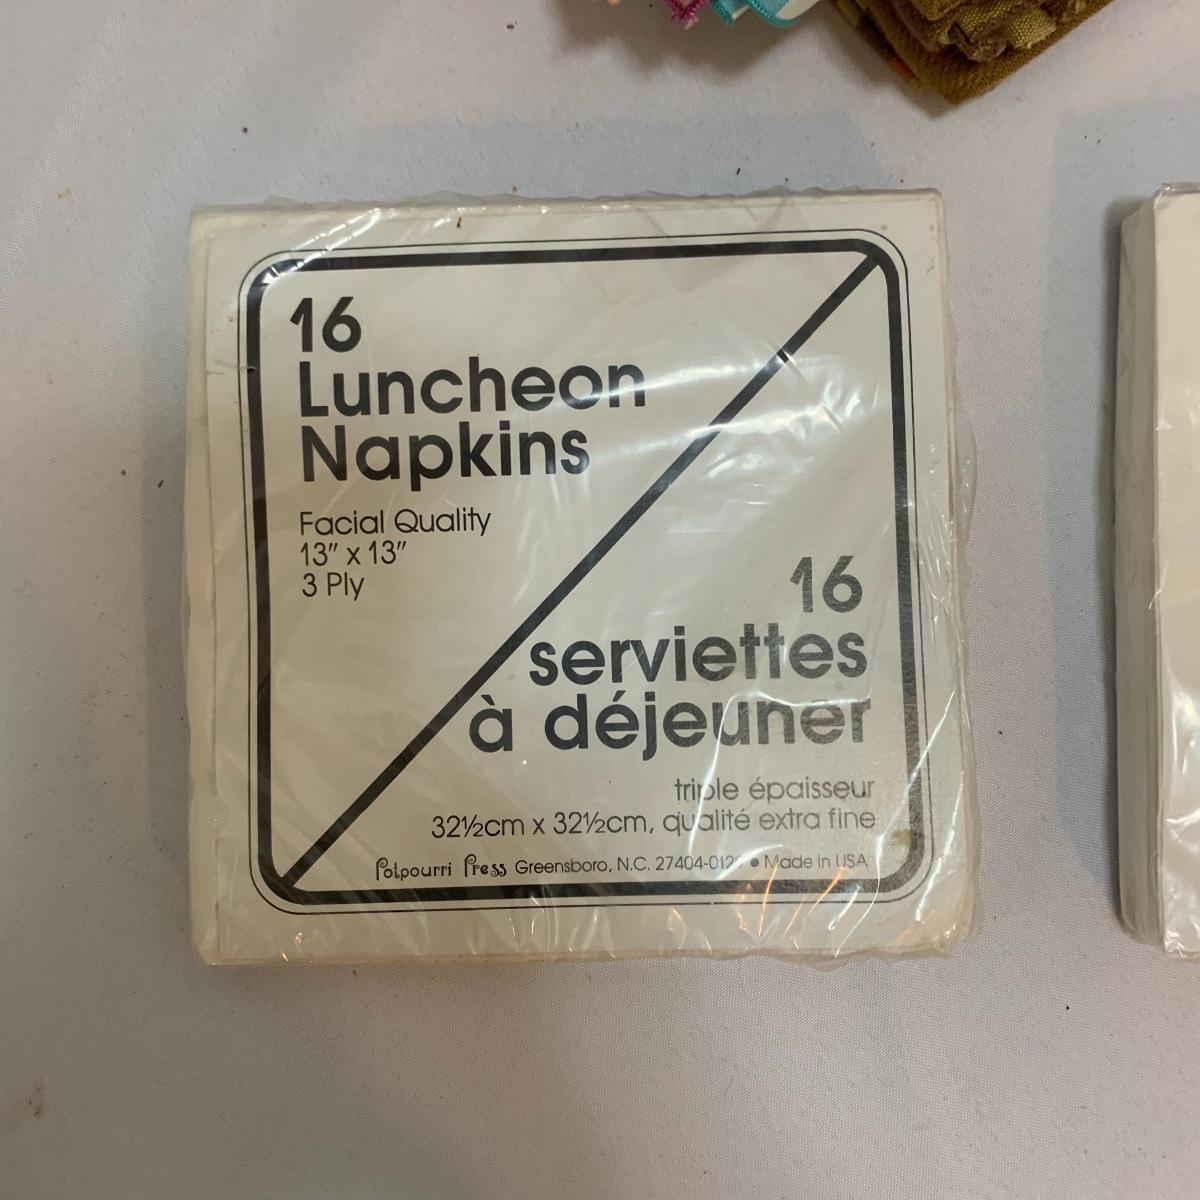 16
Luncheon
Napkins
Facial Quality
13" x 13"
3 Ply
16
serviettes
à déjeuner
triple épaisseur
32½cm x 32½cm, qualité extra fine
Potpourri Press Greensboro, N.C. • Made in USA